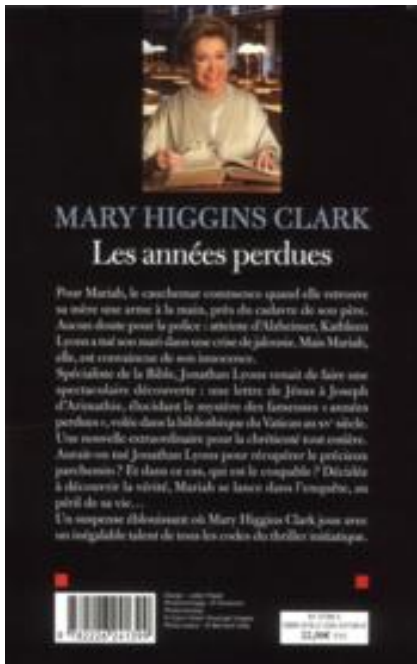 MARY HIGGINS CLARK
Les années perdues
Pour Mariah, le cauchemar commence quand elle retrouve
sa mère une arme à la main, près du cadavre de son père.
Aucun doute pour la police : atteinte d'Alzheimer, Kathleen
Lyons a tué son mari dans une crise de jalousie. Mais Mariah,
elle, est convaincue de son innocence.
Spécialiste de la Bible, Jonathan Lyons venait de faire une
spectaculaire découverte : une lettre de Jésus à Joseph
d'Arimathie, élucidant le mystère des fameuses « années
perdues », volée dans la bibliothèque du Vatican au XVe siècle.
Une nouvelle extraordinaire pour la chrétienté tout entière.
Aurait-on tué Jonathan Lyons pour récupérer le précieux
parchemin ? Et dans ce cas, qui est le coupable ? Décidée
à découvrir la vérité, Mariah se lance dans l'enquête, au
péril de sa vie…
Un suspense éblouissant où Mary Higgins Clark joue avec
un inégalable talent de tous les codes du thriller initiatique.
9 782226 241399
22,00€